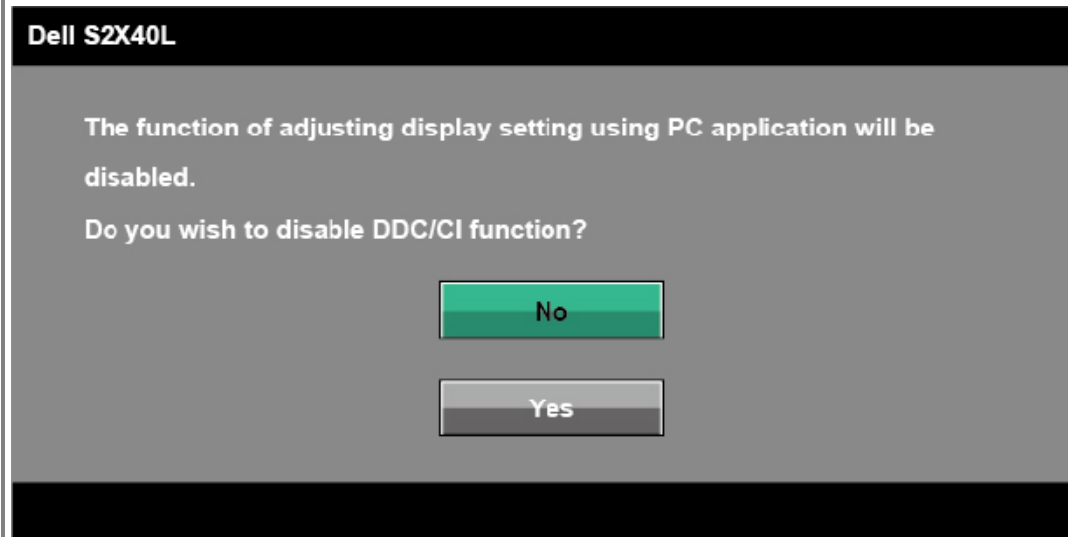 Dell S2X40L
The function of adjusting display setting using PC application will be
disabled.
Do you wish to disable DDC/CI function?
No
Yes